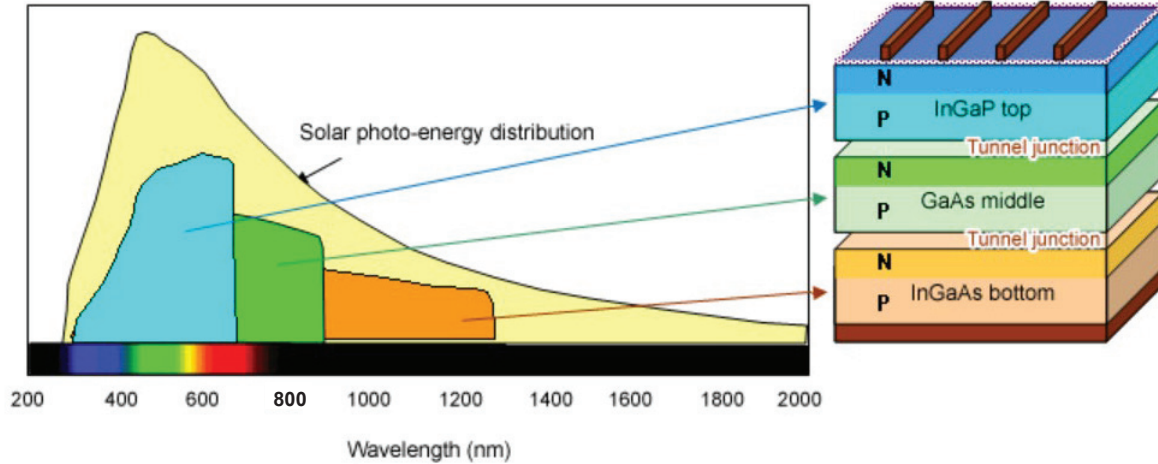 Solar photo-energy distribution
200 400 600 800 1000 1200 1400 1600 1800 2000
Wavelength (nm)
N
InGaP top
P
Tunnel junction
N
GaAs middle
P
Tunnel junction
N
InGaAs bottom
P